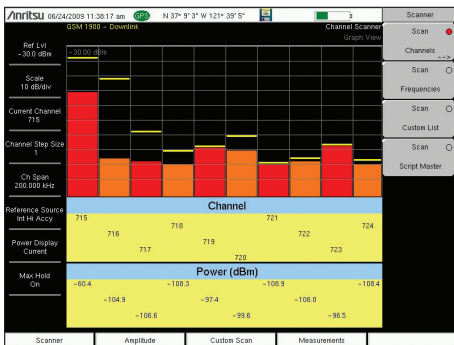 Anritsu 06/24/2009 11:38:17 am GPS N 37° 9' 3" W 121° 39' 5"
Scanner
GSM 1900 - Downlink
Channel Scanner
Graph View
Ref Lvl
-30.0 dBm
-30.00 dBm
Scale
10 dB/div
Current Channel
715
Channel Step Size
1
Ch Span
200.000 kHz
Reference Source
Int Hi Accy
Power Display
Current
Max Hold
On
Channel
715 716 717 718 719 720 721 722 723 724
Power (dBm)
-60.4 -104.9 -106.6 -108.3 -97.4 -99.6 -108.9 -106.0 -96.5 -108.4
Scan
Channels
-->
Scan
Frequencies
Scan
Custom List
Scan
Script Master
Scanner Amplitude Custom Scan Measurements